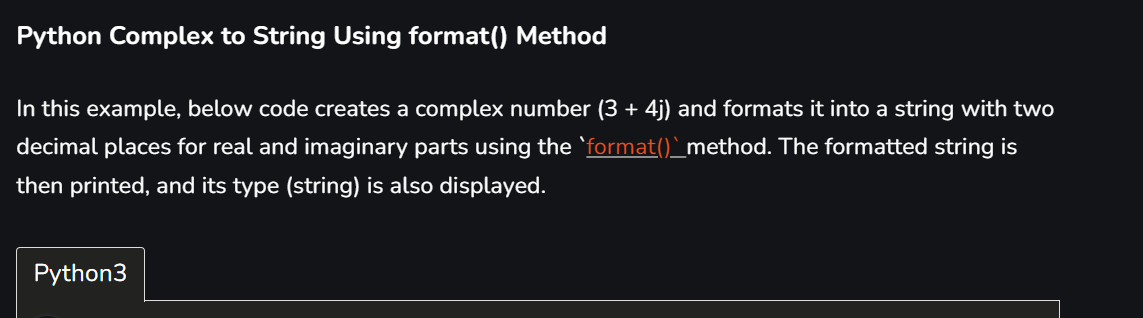 Python Complex to String Using format() Method
In this example, below code creates a complex number (3 + 4j) and formats it into a string with two
decimal places for real and imaginary parts using the `format()` method. The formatted string is
then printed, and its type (string) is also displayed.
Python3